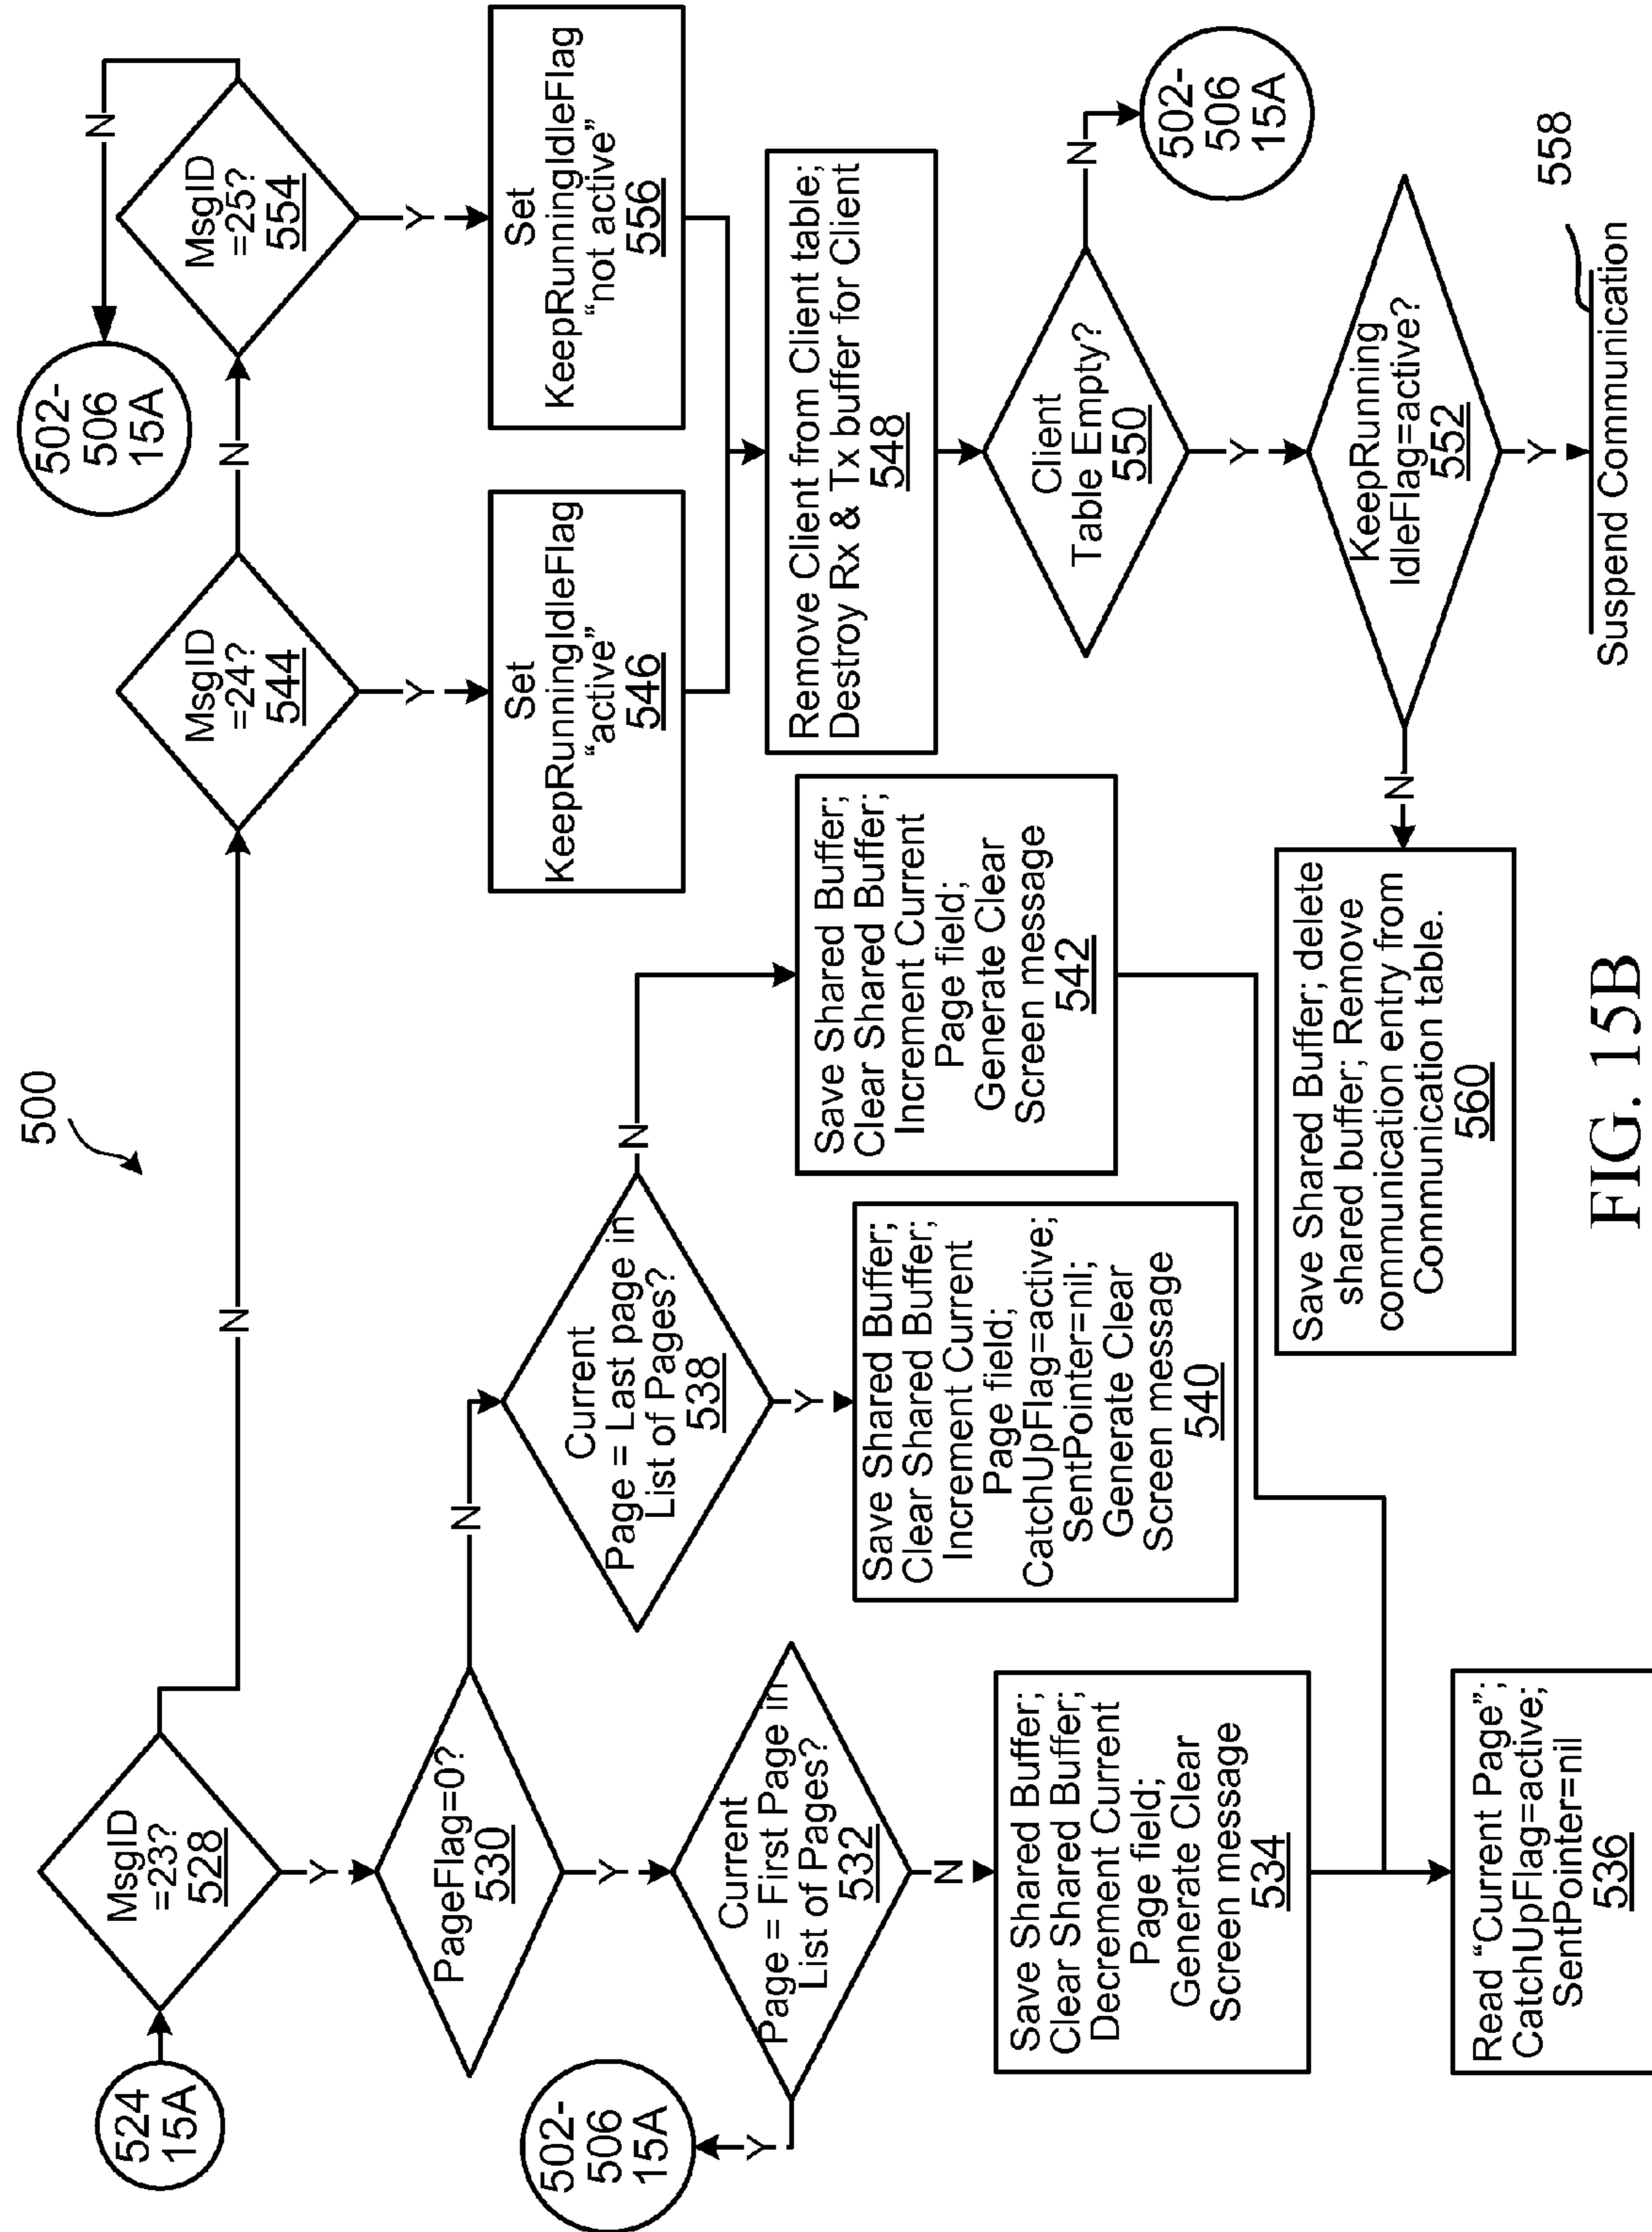 500
524
15A
MsgID
=23?
528
N
Y
PageFlag=0?
530
N
Y
Current
Page = First Page in
List of Pages?
532
Y
502-
506
15A
N
Save Shared Buffer;
Clear Shared Buffer;
Decrement Current
Page field;
Generate Clear
Screen message
534
Read “Current Page”;
CatchUpFlag=active;
SentPointer=nil
536
Current
Page = Last page in
List of Pages?
538
N
Y
Save Shared Buffer;
Clear Shared Buffer;
Increment Current
Page field;
CatchUpFlag=active;
SentPointer=nil;
Generate Clear
Screen message
540
Save Shared Buffer;
Clear Shared Buffer;
Increment Current
Page field;
Generate Clear
Screen message
542
MsgID
=24?
544
N
Y
Set
KeepRunningIdleFlag
“active”
546
MsgID
=25?
554
N
502-
506
15A
Y
Set
KeepRunningIdleFlag
“not active”
556
Remove Client from Client table;
Destroy Rx & Tx buffer for Client
548
Client
Table Empty?
550
N
502-
506
15A
Y
KeepRunning
IdleFlag=active?
552
N
Y
Save Shared Buffer; delete
shared buffer; Remove
communication entry from
Communication table.
560
Suspend Communication
558
FIG. 15B